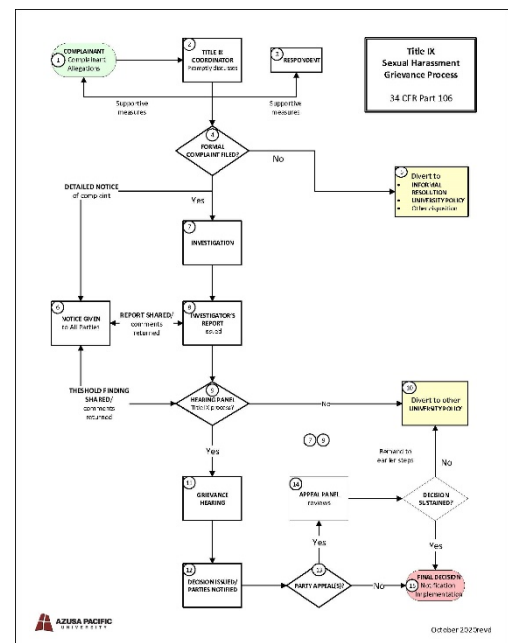 Title IX
Sexual Harassment
Grievance Process
34 CFR Part 106
1
COMPLAINANT
Complainant
Allegations
2
TITLE IX
COORDINATOR
Promptly discusses
3
RESPONDENT
Supportive
measures
Supportive
measures
4
FORMAL
COMPLAINT FILED?
No
Yes
5
Divert to
• INFORMAL
RESOLUTION
• UNIVERSITY POLICY
• Other disposition
DETAILED NOTICE
of complaint
7
INVESTIGATION
6
NOTICE GIVEN
to All Parties
REPORT SHARED/
comments
returned
8
INVESTIGATOR'S
REPORT
THRESHOLD FINDING
SHARED/
comments
returned
9
HEARING PANEL
Title IX process?
No
Yes
10
Divert to other
UNIVERSITY POLICY
7 9
Remand to
earlier steps
No
11
GRIEVANCE
HEARING
14
APPEAL PANEL
reviews
DECISION
SUSTAINED?
Yes
Yes
12
DECISION ISSUED/
PARTIES NOTIFIED
13
PARTY APPEAL(S)?
No
15
FINAL DECISION
Notification
Implementation
AZUSA PACIFIC
UNIVERSITY
October 2020revd